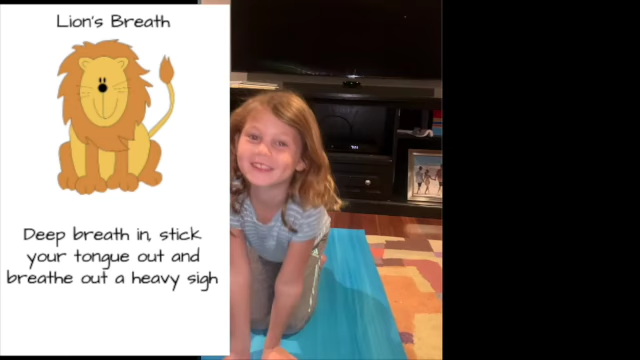 Lion's Breath
Deep breath in, stick
your tongue out and
breathe out a heavy sigh